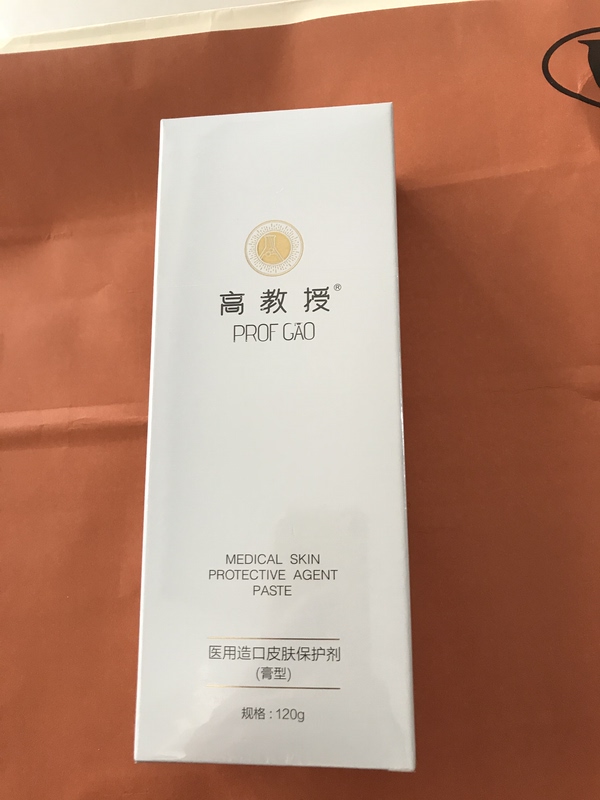 高教授®
PROF GĀO
MEDICAL SKIN
PROTECTIVE AGENT
PASTE
医用造口皮肤保护剂
(膏型)
规格：120g